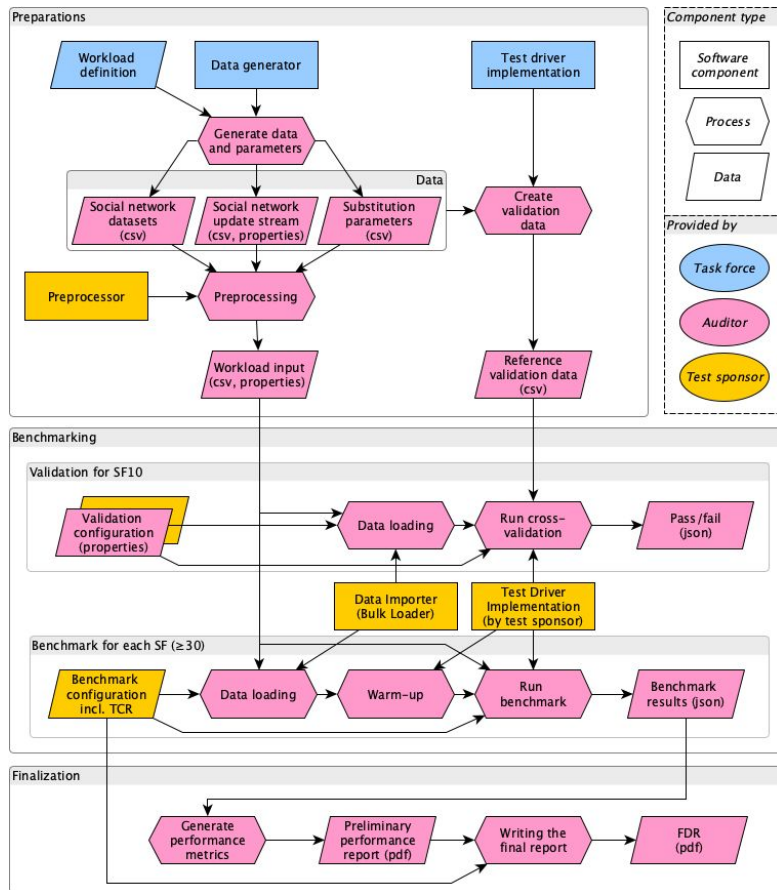 Preparations
Workload
definition
Data generator
Test driver
implementation
Generate data
and parameters
Data
Social network
datasets
(csv)
Social network
update stream
(csv, properties)
Substitution
parameters
(csv)
Create
validation
data
Preprocessor
Preprocessing
Workload input
(csv, properties)
Reference
validation data
(csv)
Component type
Software
component
Process
Data
Provided by
Task force
Auditor
Test sponsor
Benchmarking
Validation for SF10
Validation
configuration
(properties)
Data loading
Run cross-
validation
Pass/fail
(json)
Data Importer
(Bulk Loader)
Test Driver
Implementation
(by test sponsor)
Benchmark for each SF (≥30)
Benchmark
configuration
incl. TCR
Data loading
Warm-up
Run
benchmark
Benchmark
results (json)
Finalization
Generate
performance
metrics
Preliminary
performance
report (pdf)
Writing the
final report
FDR
(pdf)